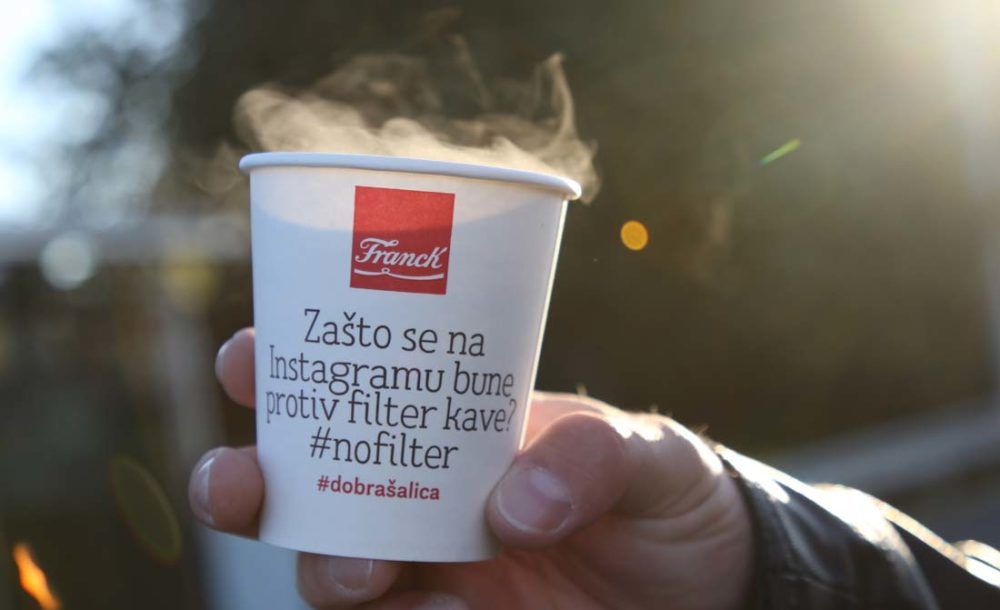 Franck
Zašto se na
Instagramu bune
protiv filter kave?
#nofilter
#dobrašalica